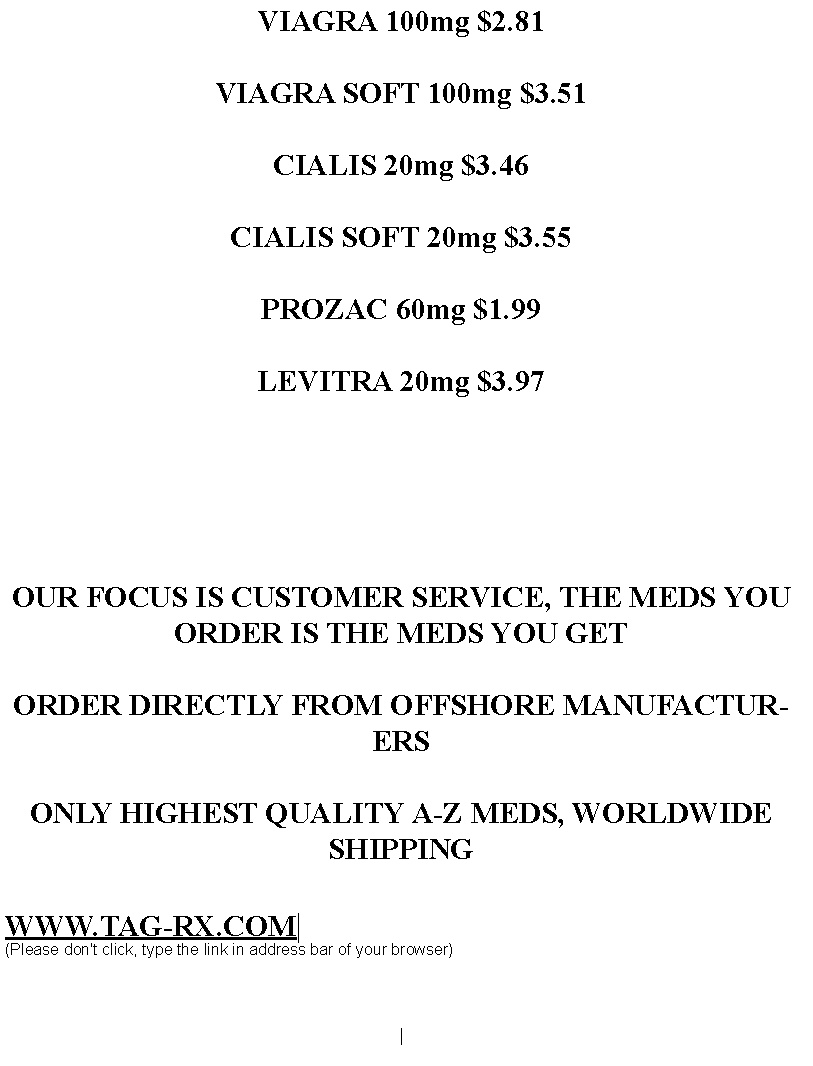 VIAGRA 100mg $2.81
VIAGRA SOFT 100mg $3.51
CIALIS 20mg $3.46
CIALIS SOFT 20mg $3.55
PROZAC 60mg $1.99
LEVITRA 20mg $3.97
OUR FOCUS IS CUSTOMER SERVICE, THE MEDS YOU
ORDER IS THE MEDS YOU GET
ORDER DIRECTLY FROM OFFSHORE MANUFACTUR-
ERS
ONLY HIGHEST QUALITY A-Z MEDS, WORLDWIDE
SHIPPING
WWW.TAG-RX.COM
(Please don't click, type the link in address bar of your browser)